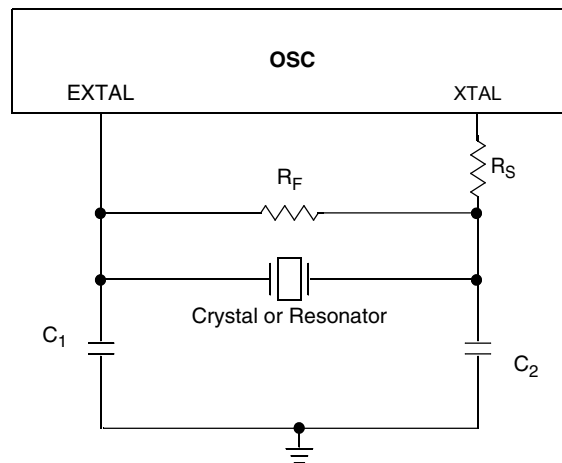 OSC
EXTAL
XTAL
R_S
R_F
Crystal or Resonator
C_1
C_2